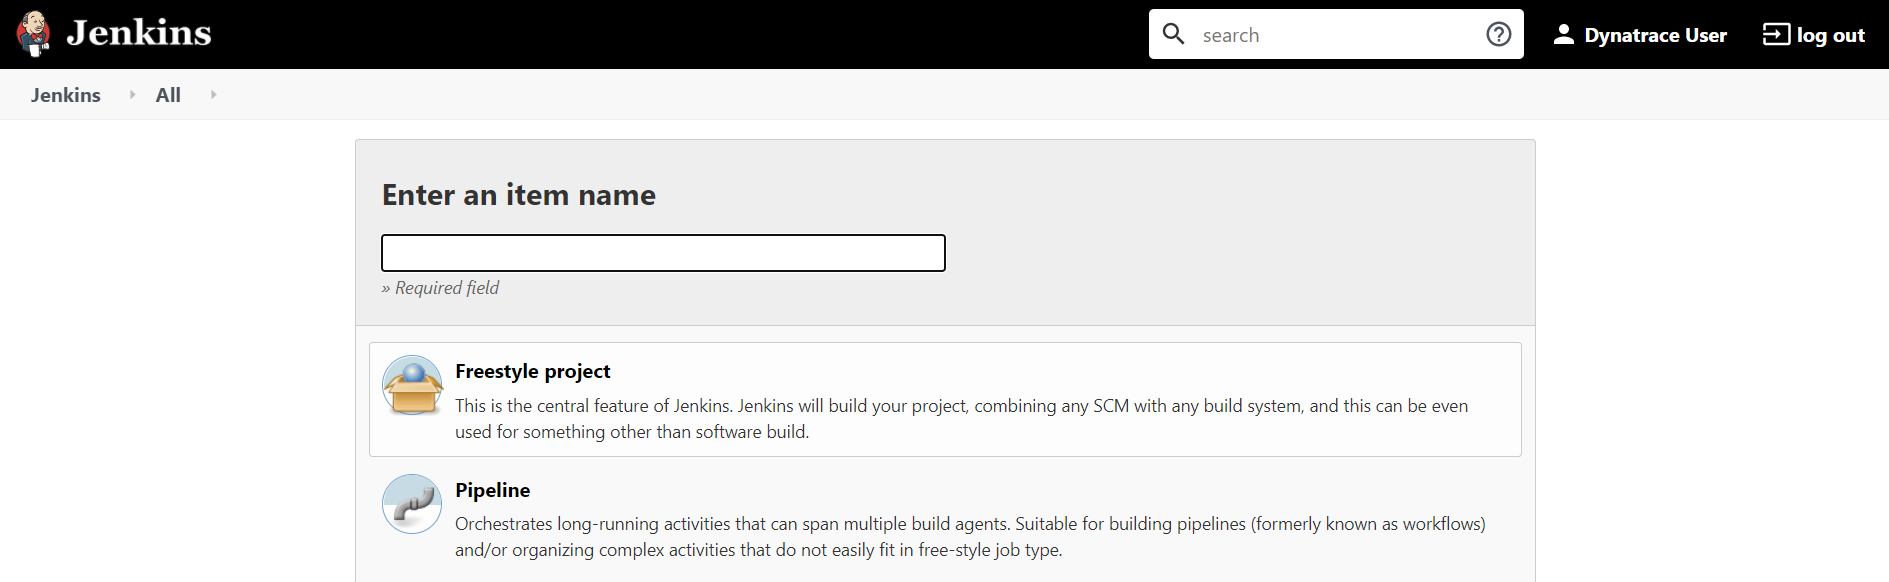 Jenkins
search
Dynatrace User
log out
Jenkins
All
Enter an item name
» Required field
Freestyle project
This is the central feature of Jenkins. Jenkins will build your project, combining any SCM with any build system, and this can be even
used for something other than software build.
Pipeline
Orchestrates long-running activities that can span multiple build agents. Suitable for building pipelines (formerly known as workflows)
and/or organizing complex activities that do not easily fit in free-style job type.